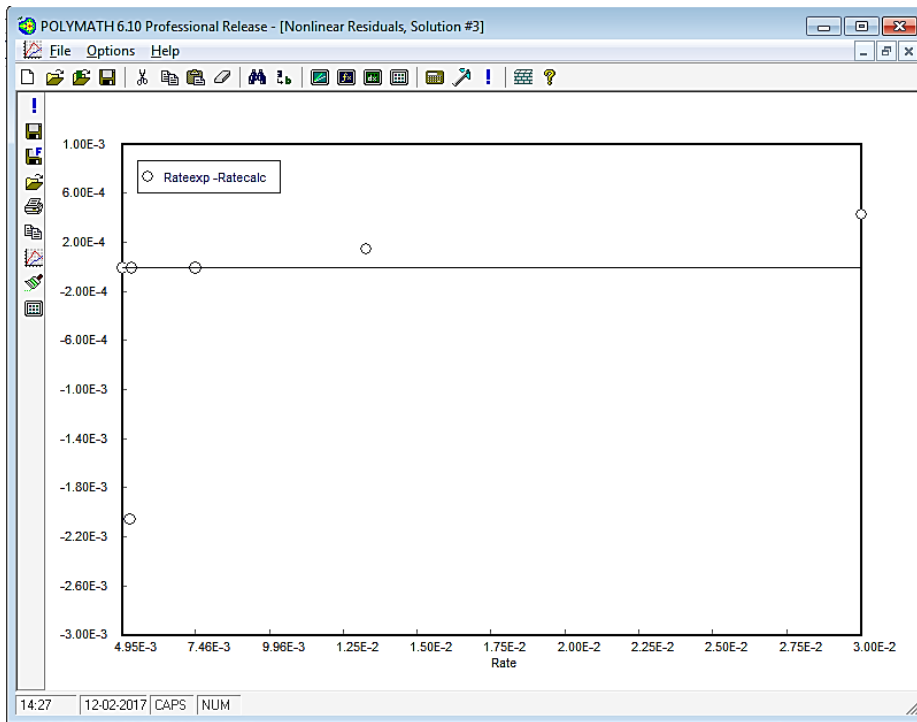 POLYMATH 6.10 Professional Release - [Nonlinear Residuals, Solution #3]
File Options Help
1.00E-3
Rateexp -Ratecalc
6.00E-4
2.00E-4
-2.00E-4
-6.00E-4
-1.00E-3
-1.40E-3
-1.80E-3
-2.20E-3
-2.60E-3
-3.00E-3
4.95E-3 7.46E-3 9.96E-3 1.25E-2 1.50E-2 1.75E-2 2.00E-2 2.25E-2 2.50E-2 2.75E-2 3.00E-2
Rate
14:27 12-02-2017 CAPS NUM